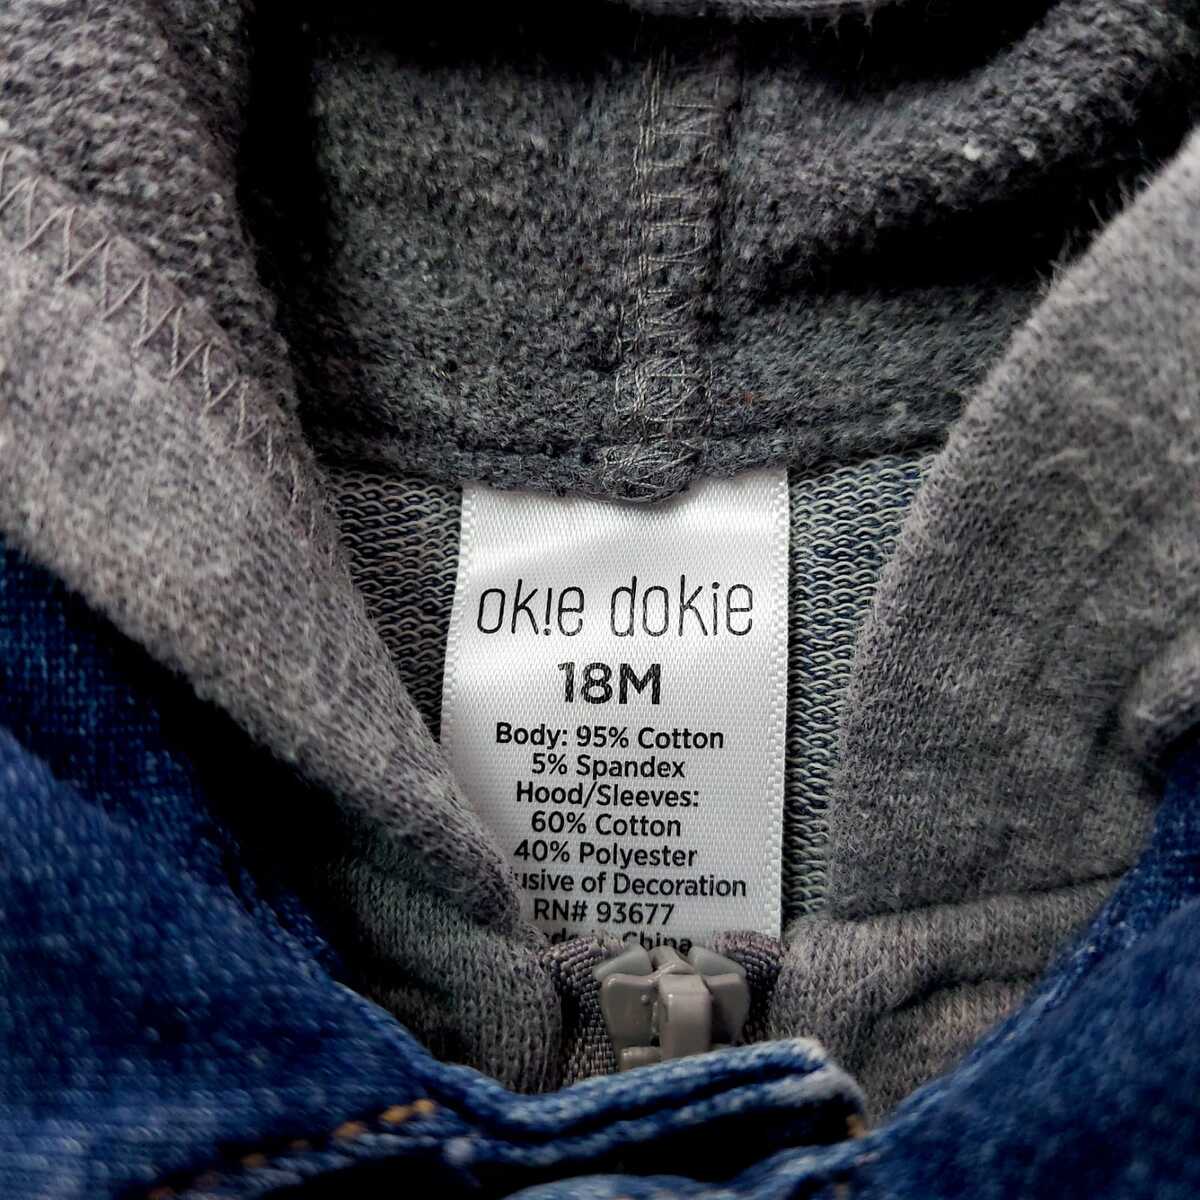 ok!e dokie
18M
Body: 95% Cotton
5% Spandex
Hood/Sleeves:
60% Cotton
40% Polyester
of Decoration
RN# 93677
China